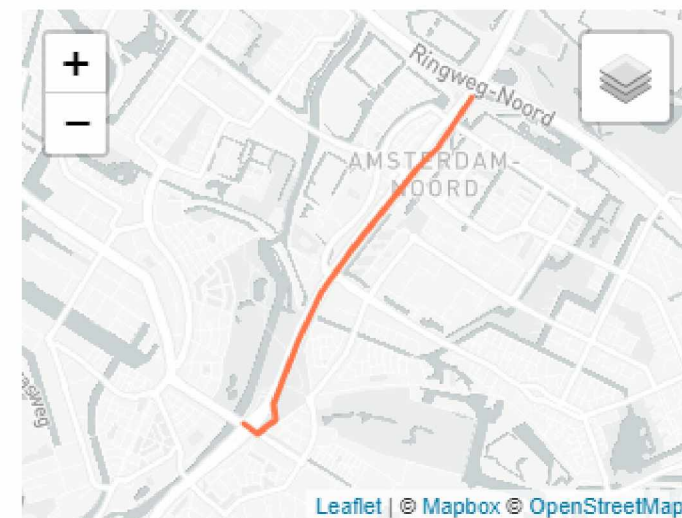 +
−
Ringweg-Noord
AMSTERDAM-
NOORD
Leaflet | © Mapbox © OpenStreetMap